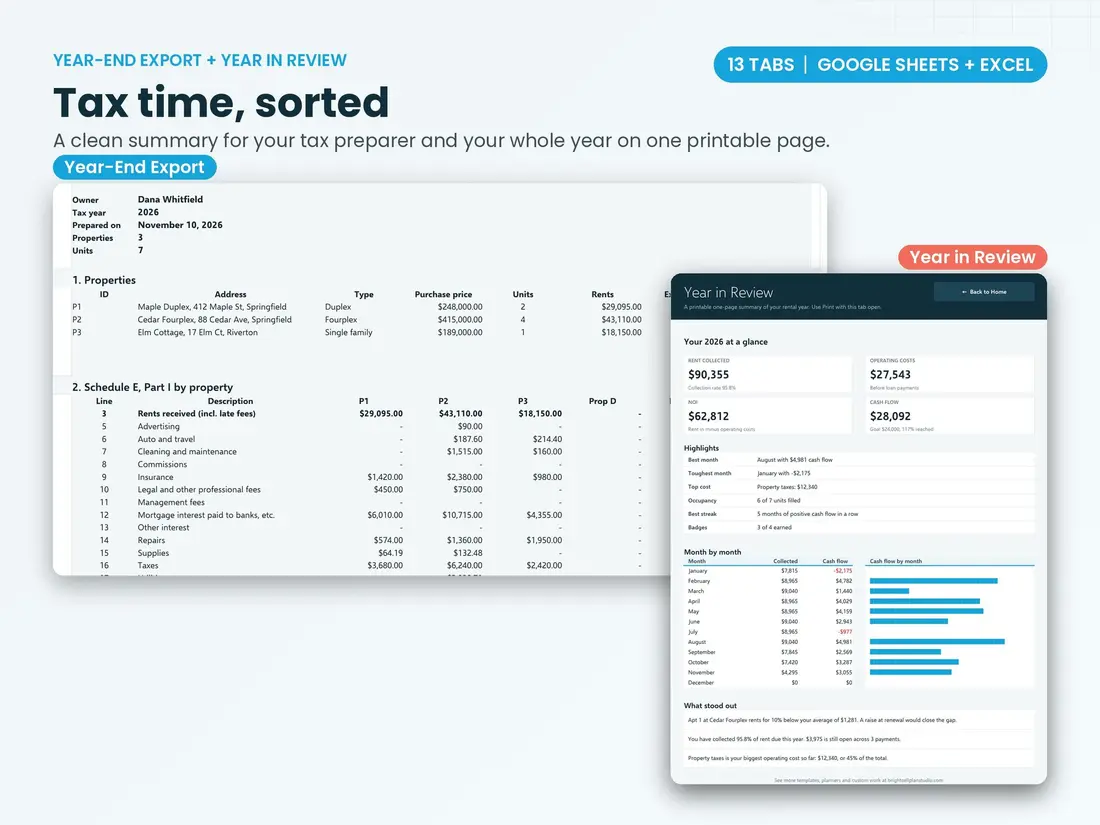 YEAR-END EXPORT + YEAR IN REVIEW
13 TABS | GOOGLE SHEETS + EXCEL
Tax time, sorted
A clean summary for your tax preparer and your whole year on one printable page.
Year-End Export
Owner Dana Whitfield
Tax year 2026
Prepared on November 10, 2026
Properties 3
Units 7
1. Properties
ID Address Type Purchase price Units Rents
P1 Maple Duplex, 412 Maple St, Springfield Duplex $248,000.00 2 $29,095.00
P2 Cedar Fourplex, 88 Cedar Ave, Springfield Fourplex $415,000.00 4 $43,110.00
P3 Elm Cottage, 17 Elm Ct, Riverton Single family $189,000.00 1 $18,150.00
2. Schedule E, Part I by property
Line Description P1 P2 P3 Prop D
3 Rents received (incl. late fees) $29,095.00 $43,110.00 $18,150.00 -
5 Advertising - $90.00 - -
6 Auto and travel - $187.60 $214.40 -
7 Cleaning and maintenance - $1,515.00 $160.00 -
8 Commissions - - - -
9 Insurance $1,420.00 $2,380.00 $980.00 -
10 Legal and other professional fees $450.00 $750.00 - -
11 Management fees - - - -
12 Mortgage interest paid to banks, etc. $6,010.00 $10,715.00 $4,355.00 -
13 Other interest - - - -
14 Repairs $574.00 $1,360.00 $1,950.00 -
15 Supplies $64.19 $132.48 - -
16 Taxes $3,680.00 $6,240.00 $2,420.00 -
Year in Review
Year in Review
← Back to Home
A printable one-page summary of your rental year. Use Print with this tab open.
Your 2026 at a glance
RENT COLLECTED OPERATING COSTS
$90,355 $27,543
Collection rate 95.8% Before loan payments
NOI CASH FLOW
$62,812 $28,092
Rent in minus operating costs Goal $24,000, 117% reached
Highlights
Best month August with $4,981 cash flow
Toughest month January with -$2,175
Top cost Property taxes: $12,340
Occupancy 6 of 7 units filled
Best streak 5 months of positive cash flow in a row
Badges 3 of 4 earned
Month by month
Month Collected Cash flow Cash flow by month
January $7,815 -$2,175
February $8,965 $4,782
March $9,040 $1,440
April $8,965 $4,029
May $8,965 $4,159
June $9,040 $2,943
July $8,965 -$977
August $9,040 $4,981
September $7,845 $2,569
October $7,420 $3,287
November $4,295 $3,055
December $0 $0
What stood out
Apt 1 at Cedar Fourplex rents for 10% below your average of $1,281. A raise at renewal would close the gap.
You have collected 95.8% of rent due this year. $3,975 is still open across 3 payments.
Property taxes is your biggest operating cost so far: $12,340, or 45% of the total.
See more templates, planners and custom work at